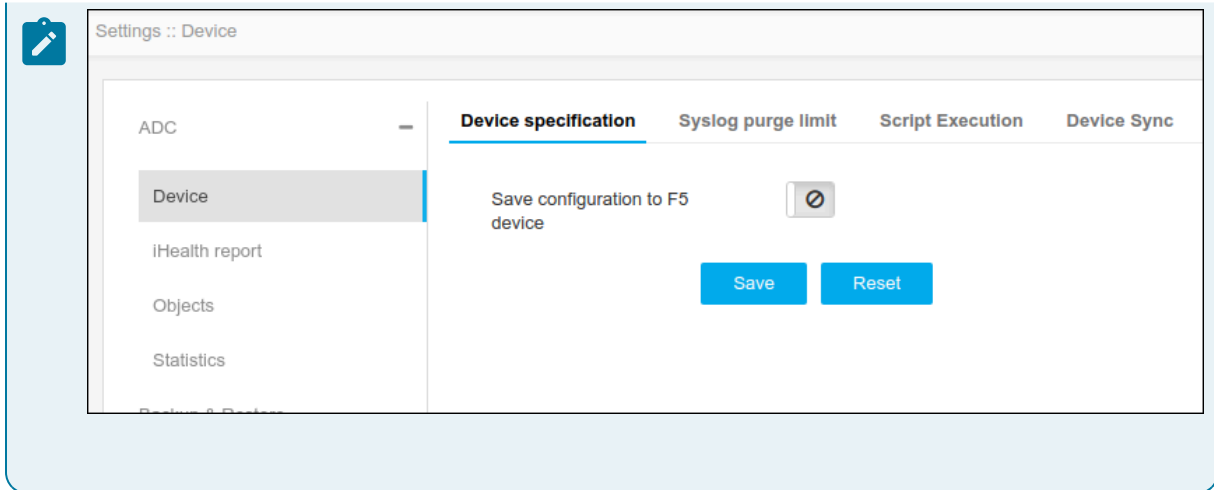 Settings :: Device
ADC
Device specification Syslog purge limit Script Execution Device Sync
Device
Save configuration to F5
device
iHealth report
Save Reset
Objects
Statistics